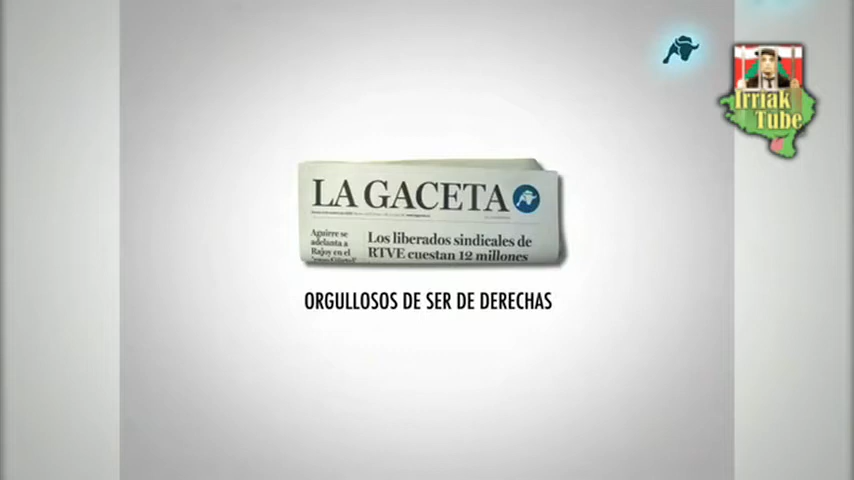 Irriak
Tube
LA GACETA
Aguirre se
adelanta a
Rajoy en el
Los liberados sindicales de
RTVE cuestan 12 millones
ORGULLOSOS DE SER DE DERECHAS